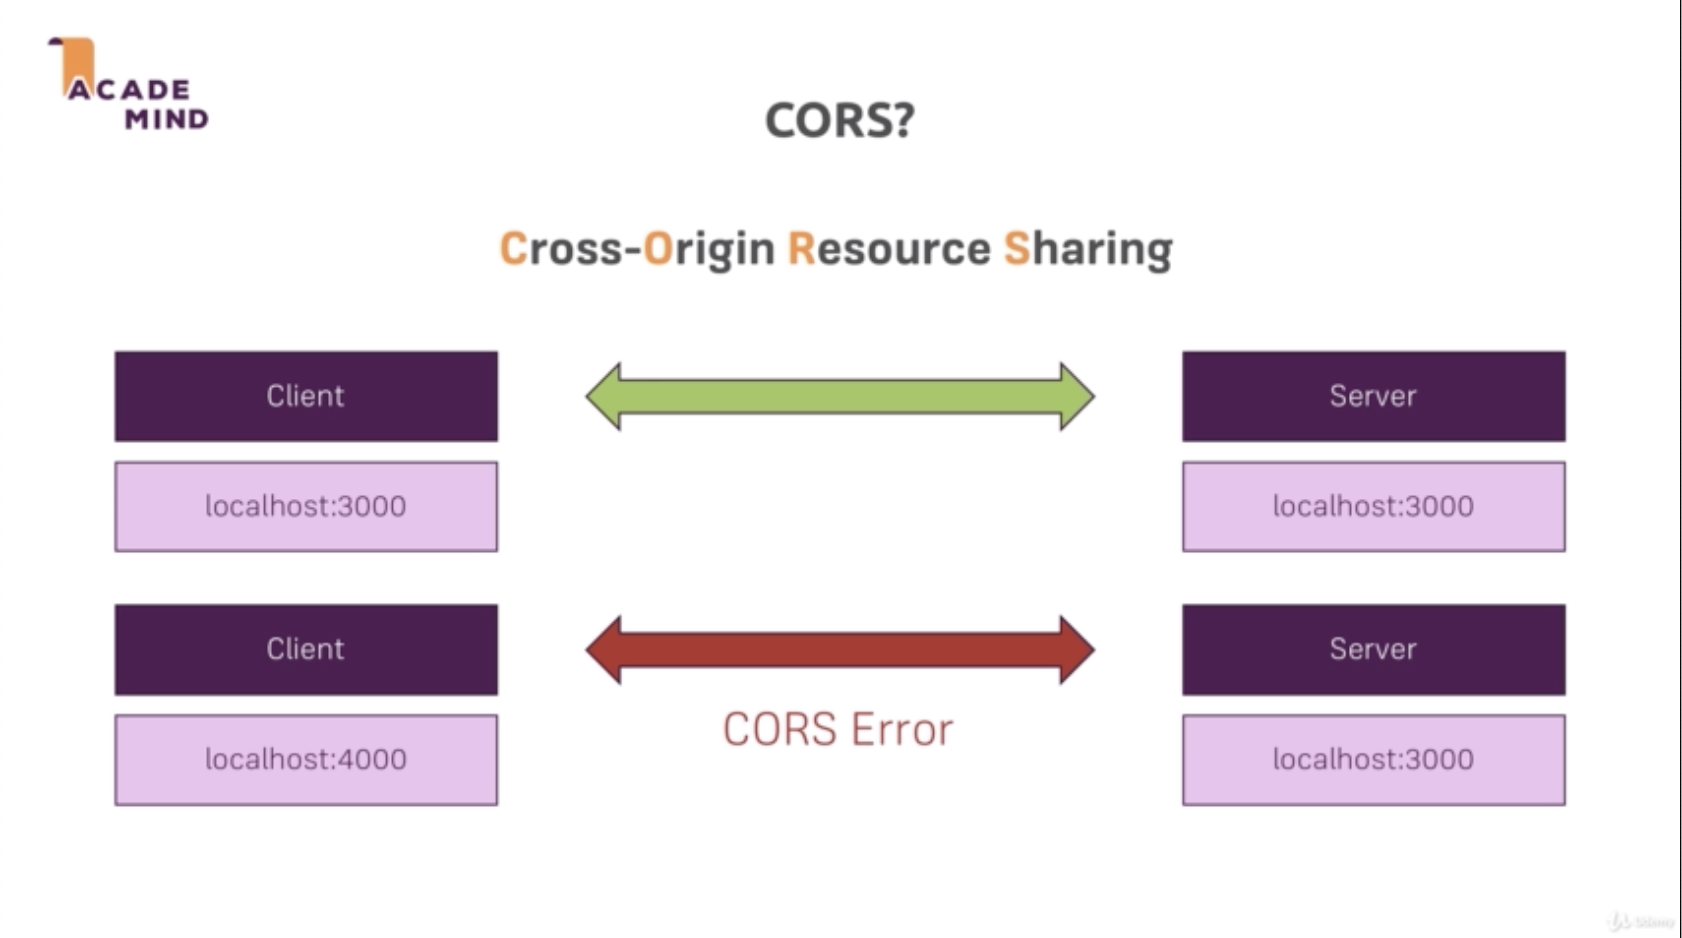 ACADE
MIND
CORS?
Cross-Origin Resource Sharing
Client
Server
localhost:3000
localhost:3000
Client
Server
CORS Error
localhost:4000
localhost:3000
Udemy